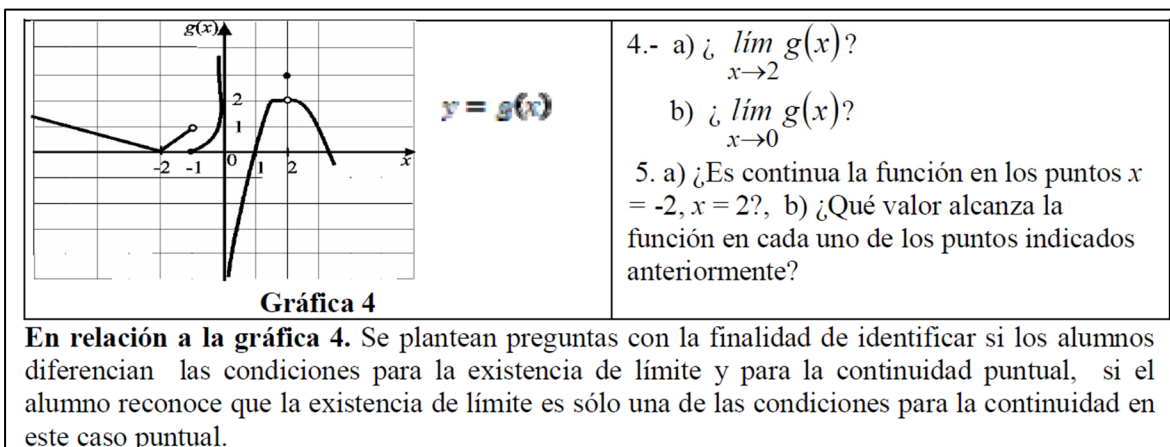 g(x)
2
1
-2 -1 0 1 2 x
Gráfica 4
y = g(x)
4.- a) ¿ lím g(x)?
x→2
b) ¿ lím g(x)?
x→0
5. a) ¿Es continua la función en los puntos x
= -2, x = 2?, b) ¿Qué valor alcanza la
función en cada uno de los puntos indicados
anteriormente?
En relación a la gráfica 4. Se plantean preguntas con la finalidad de identificar si los alumnos
diferencian las condiciones para la existencia de límite y para la continuidad puntual, si el
alumno reconoce que la existencia de límite es sólo una de las condiciones para la continuidad en
este caso puntual.